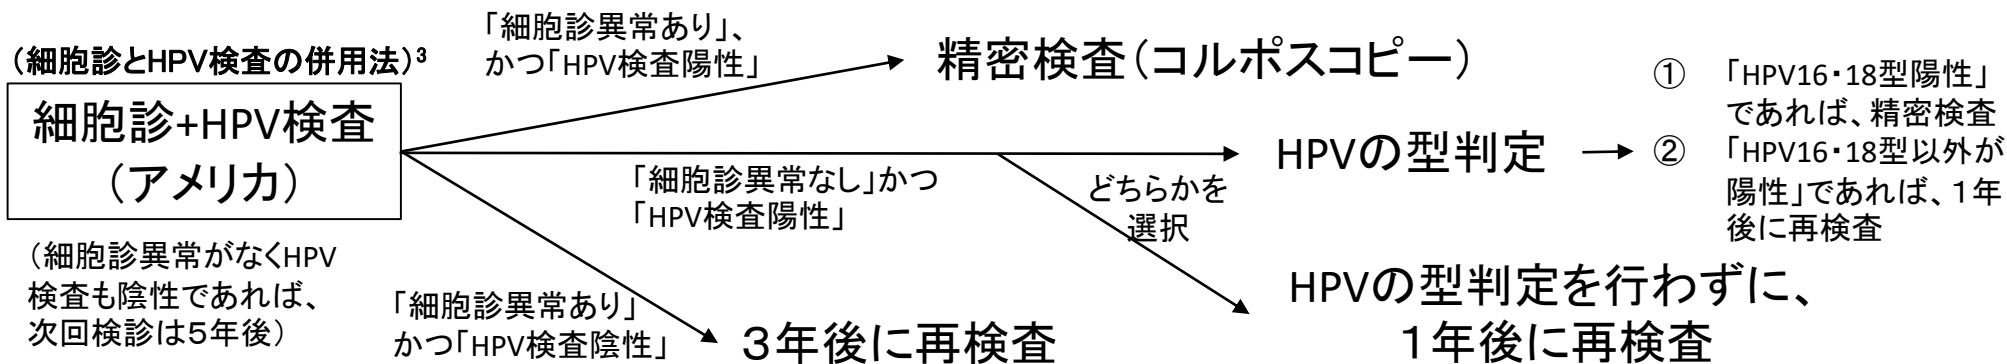 （細胞診とHPV検査の併用法）3
細胞診+HPV検査
（アメリカ）
（細胞診異常がなくHPV
検査も陰性であれば、
次回検診は５年後）
「細胞診異常あり」、
かつ「HPV検査陽性」
精密検査（コルポスコピー）
「細胞診異常なし」かつ
「HPV検査陽性」
HPVの型判定
① 「HPV16・18型陽性」
であれば、精密検査
② 「HPV16・18型以外が
陽性」であれば、１年
後に再検査
どちらかを
選択
HPVの型判定を行わずに、
１年後に再検査
「細胞診異常あり」
かつ「HPV検査陰性」
３年後に再検査